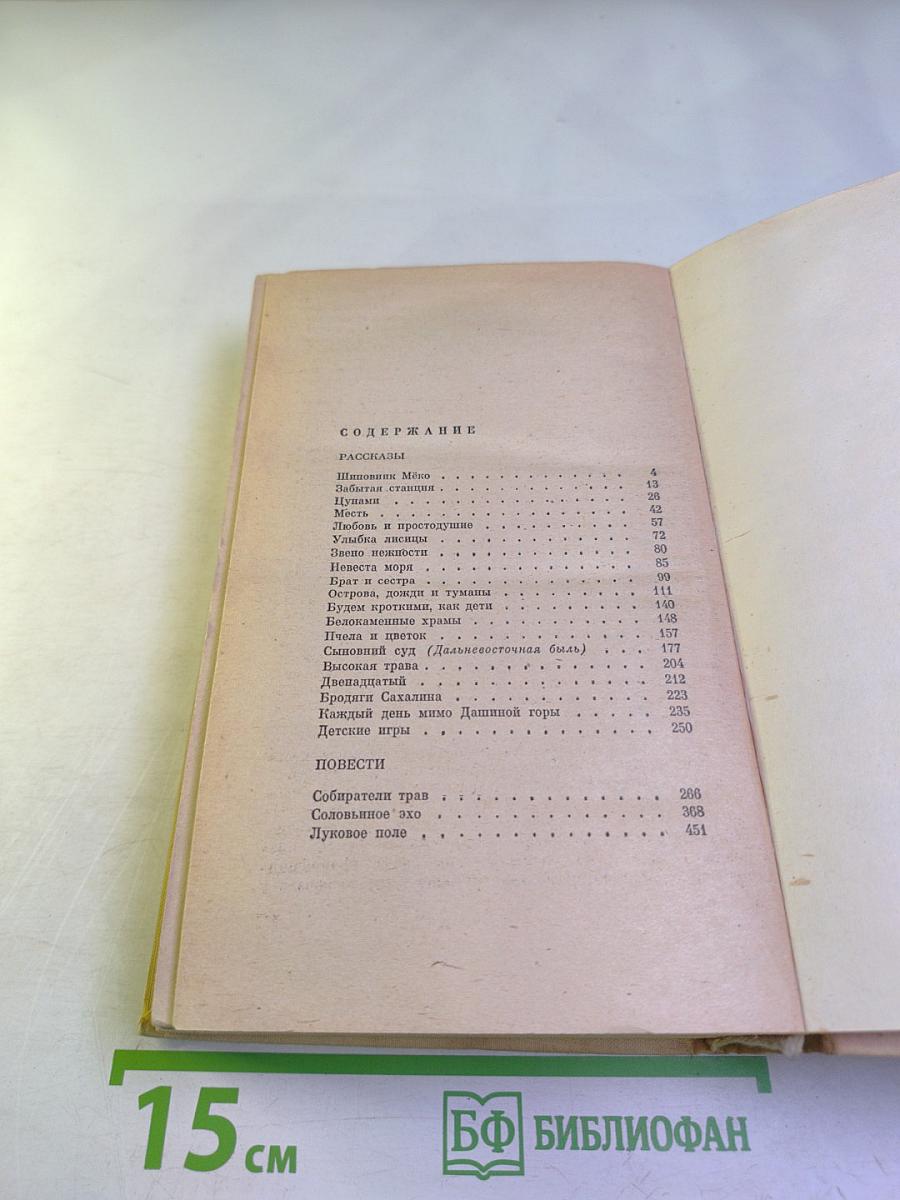 СОДЕРЖАНИЕ
РАССКАЗЫ
Шиповник Мёко . . . . . . . . . . . . . 4
Забытая станция . . . . . . . . . . . . . 13
Цунами . . . . . . . . . . . . . . . . 26
Месть . . . . . . . . . . . . . . . . . 42
Любовь и простодушие . . . . . . . . . . 57
Улыбка лисицы . . . . . . . . . . . . . 72
Звено нежности . . . . . . . . . . . . . 80
Невеста моря . . . . . . . . . . . . . . 85
Брат и сестра . . . . . . . . . . . . . . 99
Острова, дожди и туманы . . . . . . . . . 111
Будем кроткими, как дети . . . . . . . . . 140
Белокаменные храмы . . . . . . . . . . . 148
Пчела и цветок . . . . . . . . . . . . . 157
Сыновний суд (Дальневосточная быль) . . . 177
Высокая трава . . . . . . . . . . . . . . 204
Двенадцатый . . . . . . . . . . . . . . 212
Бродяги Сахалина . . . . . . . . . . . . 223
Каждый день мимо Дашиной горы . . . . . 235
Детские игры . . . . . . . . . . . . . . 250
ПОВЕСТИ
Собиратели трав . . . . . . . . . . . . . 266
Соловьиное эхо . . . . . . . . . . . . . 368
Луковое поле . . . . . . . . . . . . . . 451
15 см
БФ БИБЛИОФАН